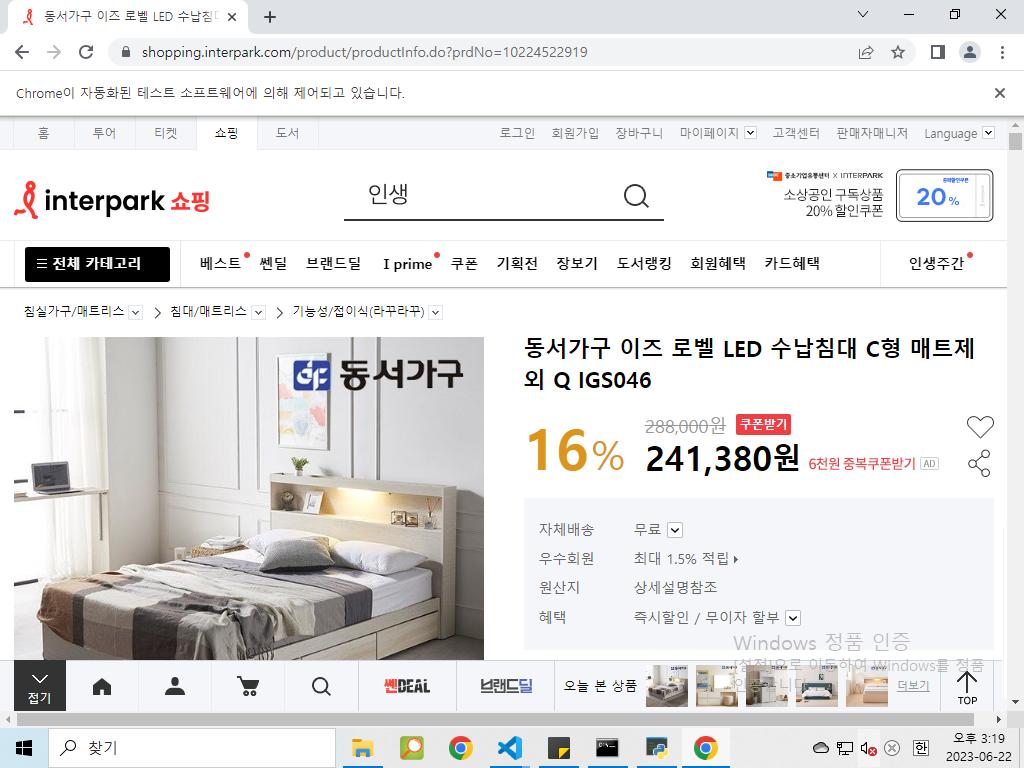 동서가구 이즈 로벨 LED 수납침대
shopping.interpark.com/product/productInfo.do?prdNo=10224522919
Chrome이 자동화된 테스트 소프트웨어에 의해 제어되고 있습니다.
홈 투어 티켓 쇼핑 도서 로그인 회원가입 장바구니 마이페이지 고객센터 판매자매니저 Language
interpark 쇼핑
인생
중소기업유통센터 X INTERPARK
소상공인 구독상품
20% 할인쿠폰
20%
전체 카테고리 베스트 쎈딜 브랜드딜 I prime 쿠폰 기획전 장보기 도서랭킹 회원혜택 카드혜택 인생주간
침실가구/매트리스 침대/매트리스 기능성/접이식(라꾸라꾸)
동서가구
동서가구 이즈 로벨 LED 수납침대 C형 매트제
외 Q IGS046
16%
288,000원 쿠폰받기
241,380원 6천원 중복쿠폰받기 AD
자체배송 무료
우수회원 최대 1.5% 적립
원산지 상세설명참조
혜택 즉시할인 / 무이자 할부
Windows 정품 인증
[설정]으로 이동하여 Windows를 정품
접기 쎈DEAL 브랜드딜 오늘 본 상품 더보기 TOP
찾기
한
오후 3:19
2023-06-22